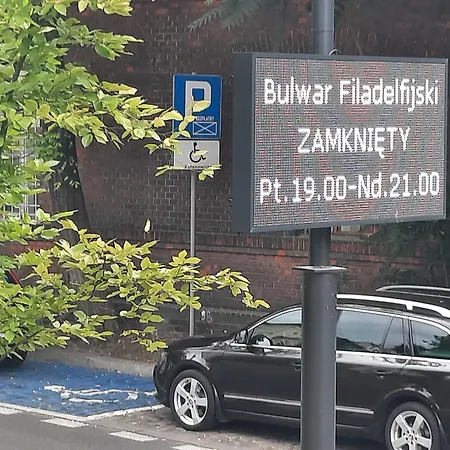 Bulwar Filadelfijski
ZAMKNIĘTY
Pt.19.00-Nd.21.00
P